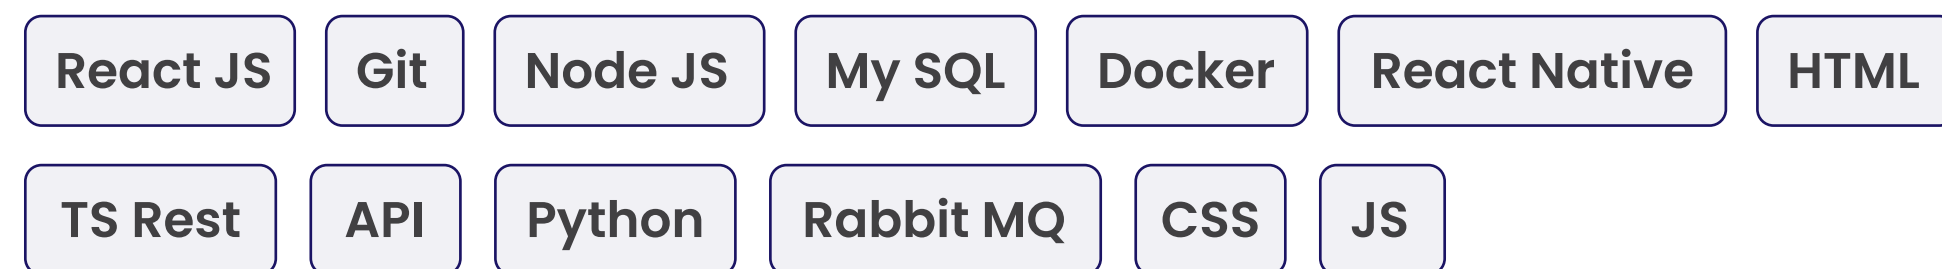 React JS Git Node JS My SQL Docker React Native HTML
TS Rest API Python Rabbit MQ CSS JS